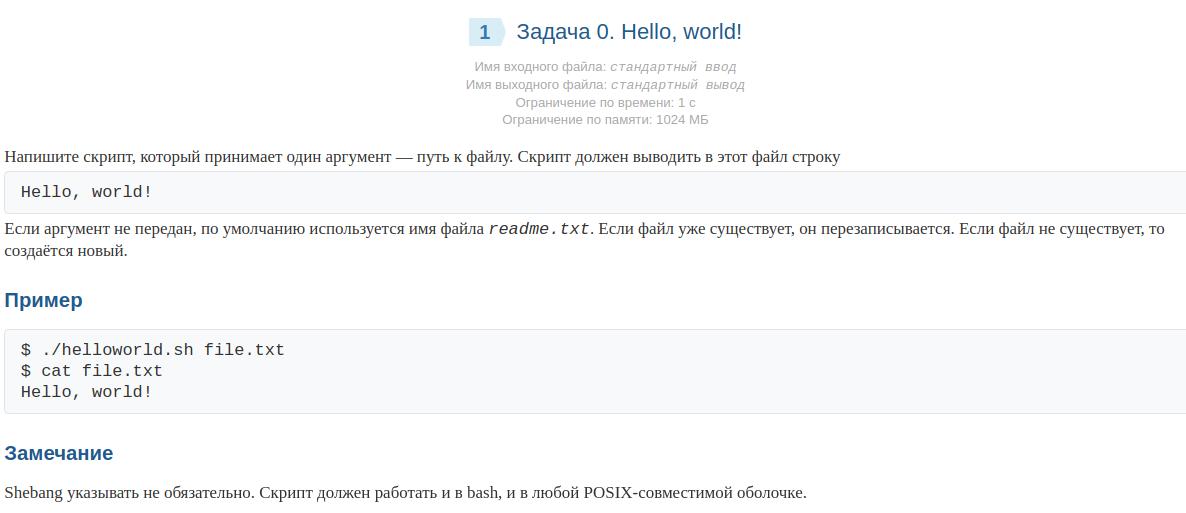 1 Задача 0. Hello, world!
Имя входного файла: стандартный ввод
Имя выходного файла: стандартный вывод
Ограничение по времени: 1 с
Ограничение по памяти: 1024 МБ
Напишите скрипт, который принимает один аргумент — путь к файлу. Скрипт должен выводить в этот файл строку
Hello, world!
Если аргумент не передан, по умолчанию используется имя файла readme.txt. Если файл уже существует, он перезаписывается. Если файл не существует, то
создаётся новый.
Пример
$ ./helloworld.sh file.txt
$ cat file.txt
Hello, world!
Замечание
Shebang указывать не обязательно. Скрипт должен работать и в bash, и в любой POSIX-совместимой оболочке.